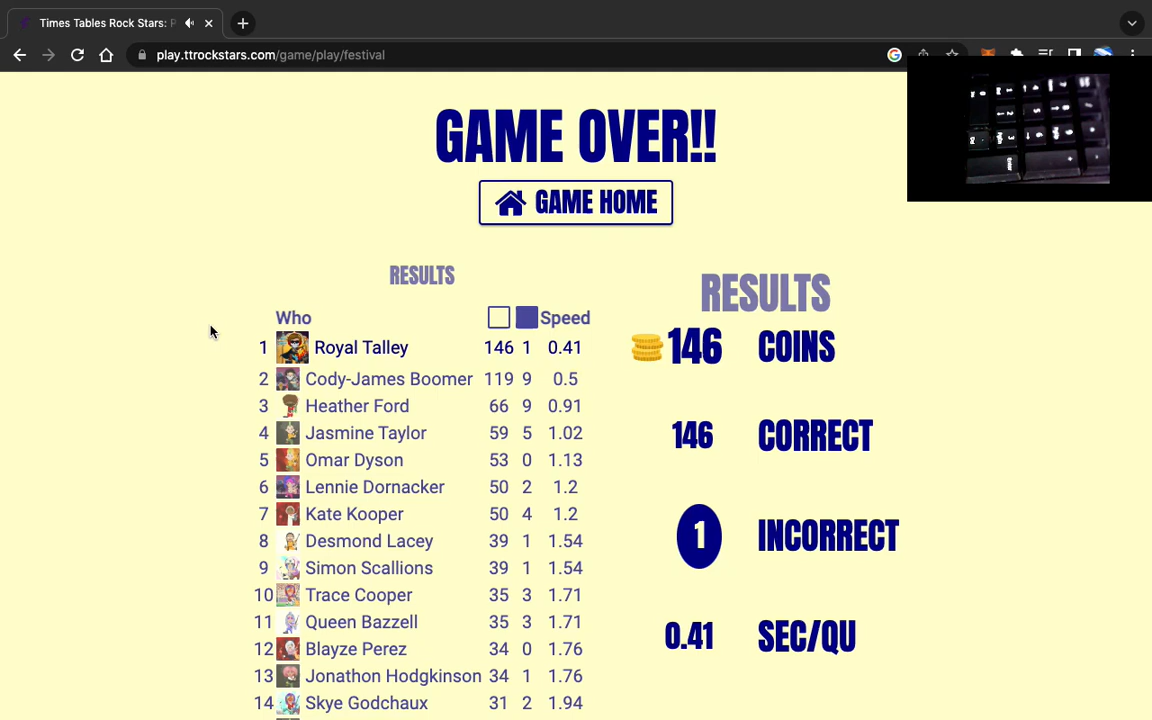 Times Tables Rock Stars: P
play.ttrockstars.com/game/play/festival
GAME OVER!!
GAME HOME
RESULTS
Who Speed
1 Royal Talley 146 1 0.41
2 Cody-James Boomer 119 9 0.5
3 Heather Ford 66 9 0.91
4 Jasmine Taylor 59 5 1.02
5 Omar Dyson 53 0 1.13
6 Lennie Dornacker 50 2 1.2
7 Kate Kooper 50 4 1.2
8 Desmond Lacey 39 1 1.54
9 Simon Scallions 39 1 1.54
10 Trace Cooper 35 3 1.71
11 Queen Bazzell 35 3 1.71
12 Blayze Perez 34 0 1.76
13 Jonathon Hodgkinson 34 1 1.76
14 Skye Godchaux 31 2 1.94
RESULTS
146 COINS
146 CORRECT
1 INCORRECT
0.41 SEC/QU